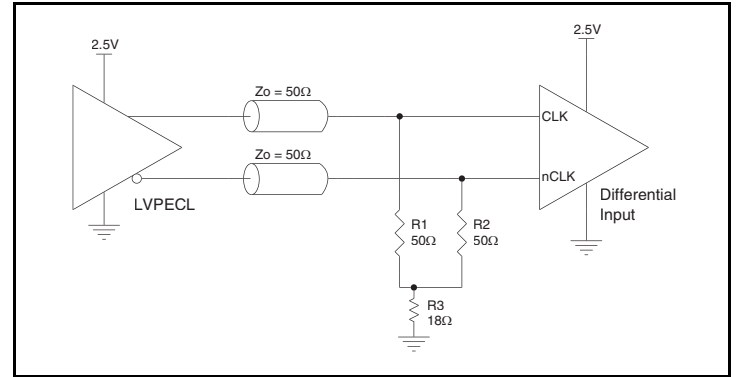 2.5V
2.5V
Zo = 50Ω
CLK
Zo = 50Ω
nCLK
LVPECL
Differential
Input
R1
50Ω
R2
50Ω
R3
18Ω